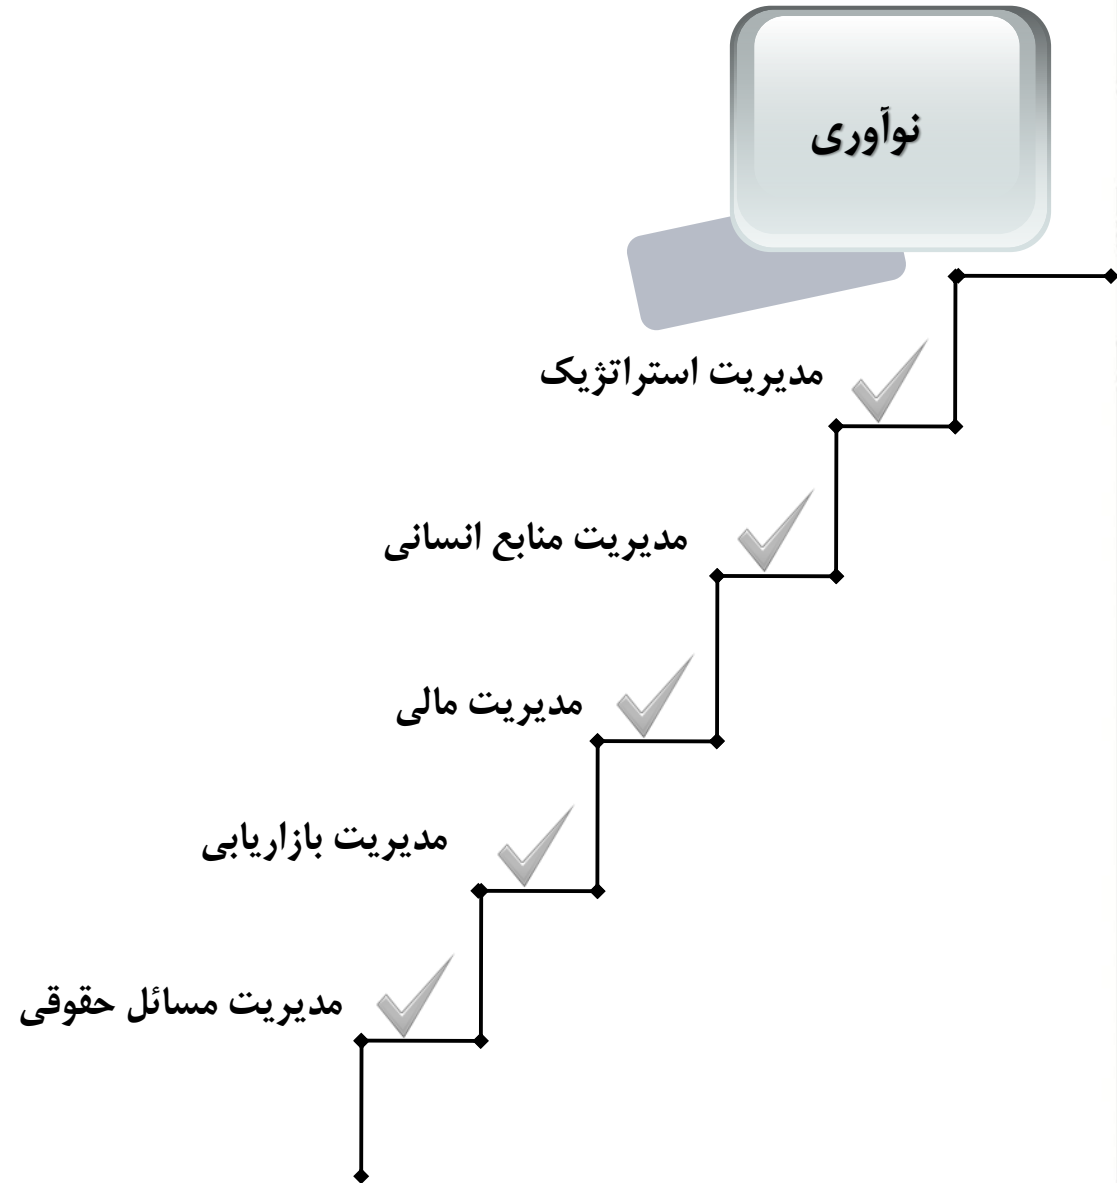 نوآوری
مدیریت استراتژیک
مدیریت منابع انسانی
مدیریت مالی
مدیریت بازاریابی
مدیریت مسائل حقوقی